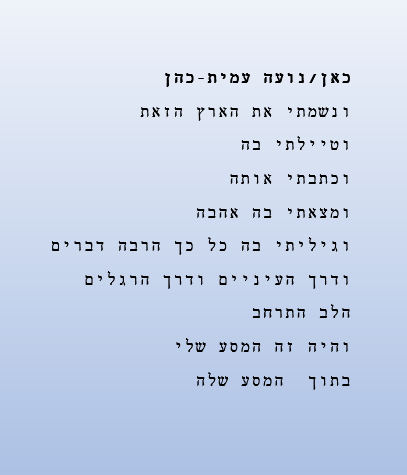 כאן/נועה עמית-כהן
ונשמתי את הארץ הזאת
וטיילתי בה
וכתבתי אותה
ומצאתי בה אהבה
וגיליתי בה כל כך הרבה דברים
ודרך העיניים ודרך הרגלים
הלב התרחב
והיה זה המסע שלי
בתוך  המסע שלה